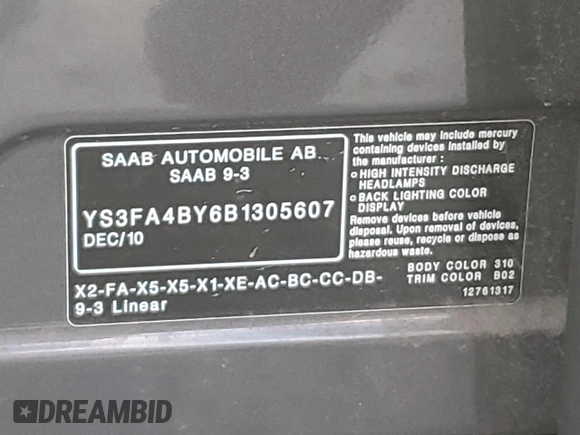 SAAB AUTOMOBILE AB
SAAB 9-3
YS3FA4BY6B1305607
DEC/10
X2-FA-X5-X5-X1-XE-AC-BC-CC-DB-
9-3 Linear
This vehicle may include mercury
containing devices installed by
the manufacturer :
HIGH INTENSITY DISCHARGE
HEADLAMPS
BACK LIGHTING COLOR
DISPLAY
Remove devices before vehicle
disposal. Upon removal of devices,
please reuse, recycle or dispose as
hazardous waste.
BODY COLOR 310
TRIM COLOR B02
12761317
DREAMBID